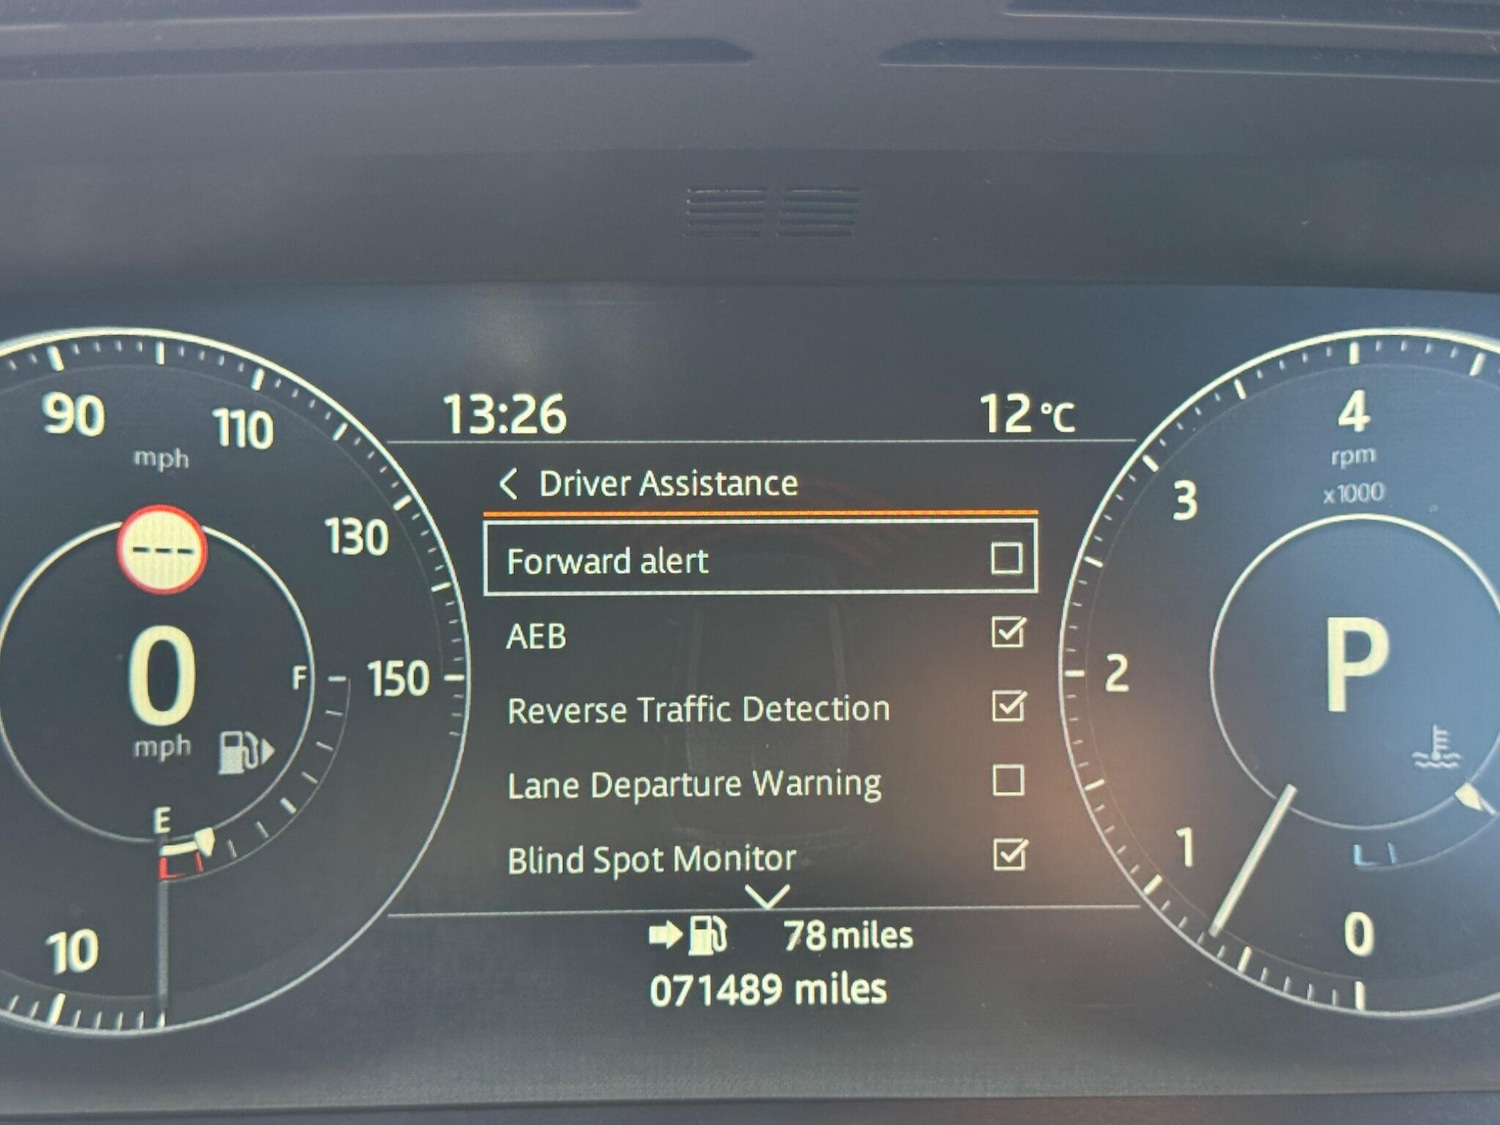 13:26 12 °C
< Driver Assistance
Forward alert
AEB
Reverse Traffic Detection
Lane Departure Warning
Blind Spot Monitor
78 miles
071489 miles
90 110
mph
130
---
0
mph
F 150
E
10
4
rpm
x1000
3
P
2
1
0